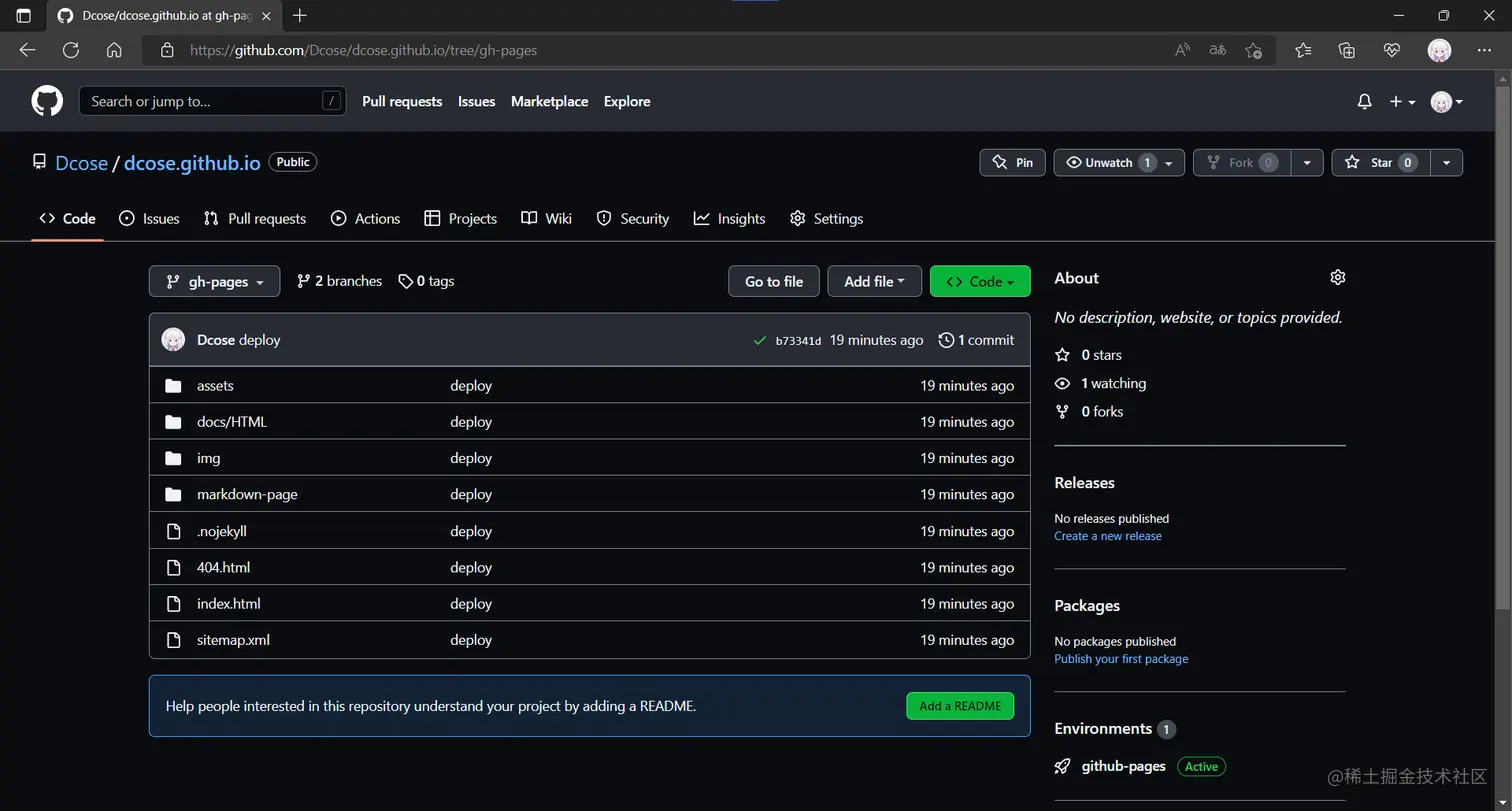 Dcose/dcose.github.io at gh-pag
https://github.com/Dcose/dcose.github.io/tree/gh-pages
Search or jump to... /
Pull requests Issues Marketplace Explore
Dcose / dcose.github.io Public
Pin Unwatch 1 Fork 0 Star 0
Code Issues Pull requests Actions Projects Wiki Security Insights Settings
gh-pages 2 branches 0 tags Go to file Add file Code
Dcose deploy b73341d 19 minutes ago 1 commit
assets deploy 19 minutes ago
docs/HTML deploy 19 minutes ago
img deploy 19 minutes ago
markdown-page deploy 19 minutes ago
.nojekyll deploy 19 minutes ago
404.html deploy 19 minutes ago
index.html deploy 19 minutes ago
sitemap.xml deploy 19 minutes ago
Help people interested in this repository understand your project by adding a README. Add a README
About
No description, website, or topics provided.
0 stars
1 watching
0 forks
Releases
No releases published
Create a new release
Packages
No packages published
Publish your first package
Environments 1
github-pages Active
@稀土掘金技术社区